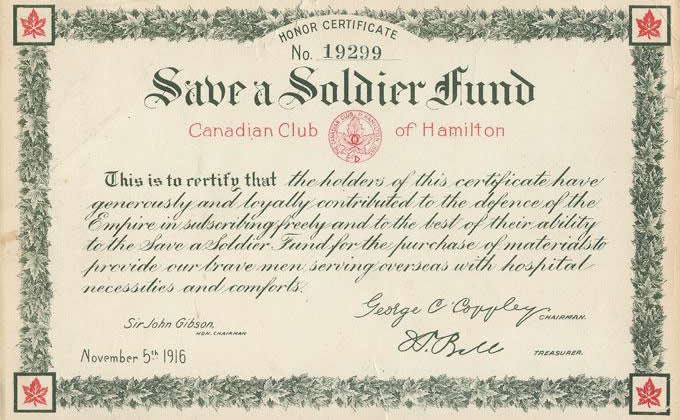 HONOR CERTIFICATE
No. 19299
Save a Soldier Fund
Canadian Club of Hamilton
This is to certify that the holders of this certificate have
generously and loyally contributed to the defence of the
Empire in subscribing freely and to the best of their ability
to the Save a Soldier Fund for the purchase of materials to
provide our brave men serving overseas with hospital
necessities and comforts.
George C Coppley
CHAIRMAN.
Sir John Gibson,
HON. CHAIRMAN
November 5th 1916
TREASURER.